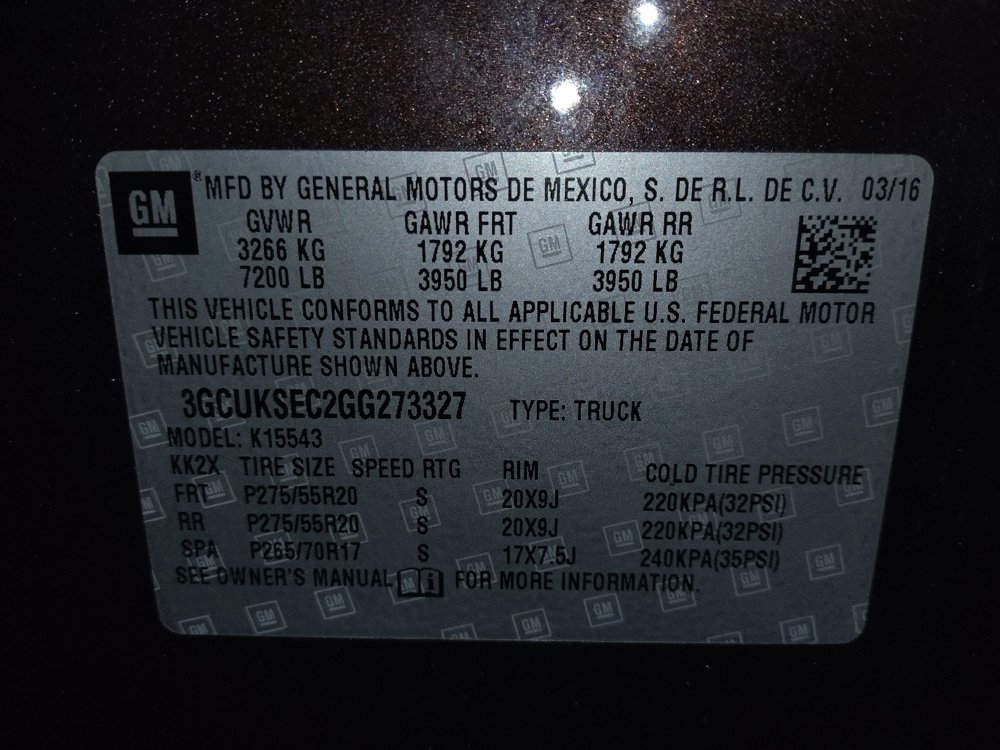 GM ® MFD BY GENERAL MOTORS DE MEXICO, S. DE R.L. DE C.V. 03/16
GVWR GAWR FRT GAWR RR
3266 KG 1792 KG 1792 KG
7200 LB 3950 LB 3950 LB
THIS VEHICLE CONFORMS TO ALL APPLICABLE U.S. FEDERAL MOTOR
VEHICLE SAFETY STANDARDS IN EFFECT ON THE DATE OF
MANUFACTURE SHOWN ABOVE.
3GCUKSEC2GG273327 TYPE: TRUCK
MODEL: K15543
KK2X TIRE SIZE SPEED RTG RIM COLD TIRE PRESSURE
FRT P275/55R20 S 20X9J 220KPA(32PSI)
RR P275/55R20 S 20X9J 220KPA(32PSI)
SPA P265/70R17 S 17X7.5J 240KPA(35PSI)
SEE OWNER'S MANUAL FOR MORE INFORMATION.